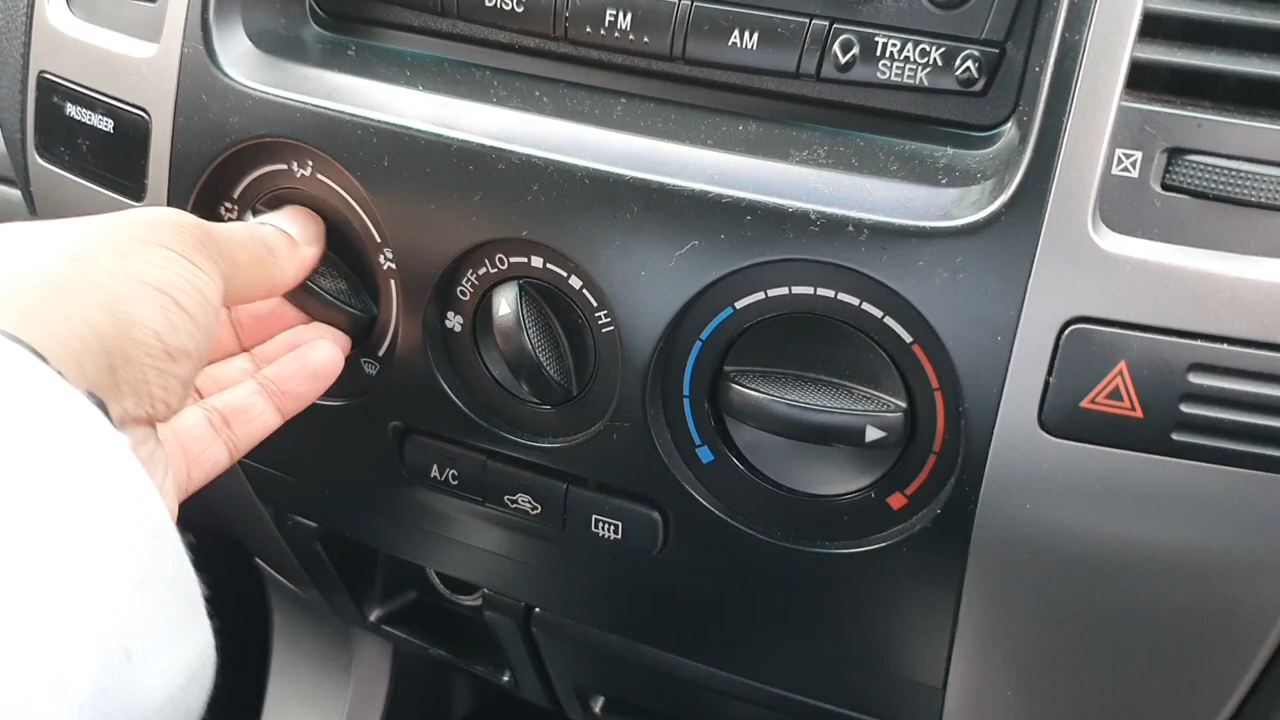 DISC
FM
AM
TRACK
SEEK
PASSENGER
OFF
LO
HI
A/C